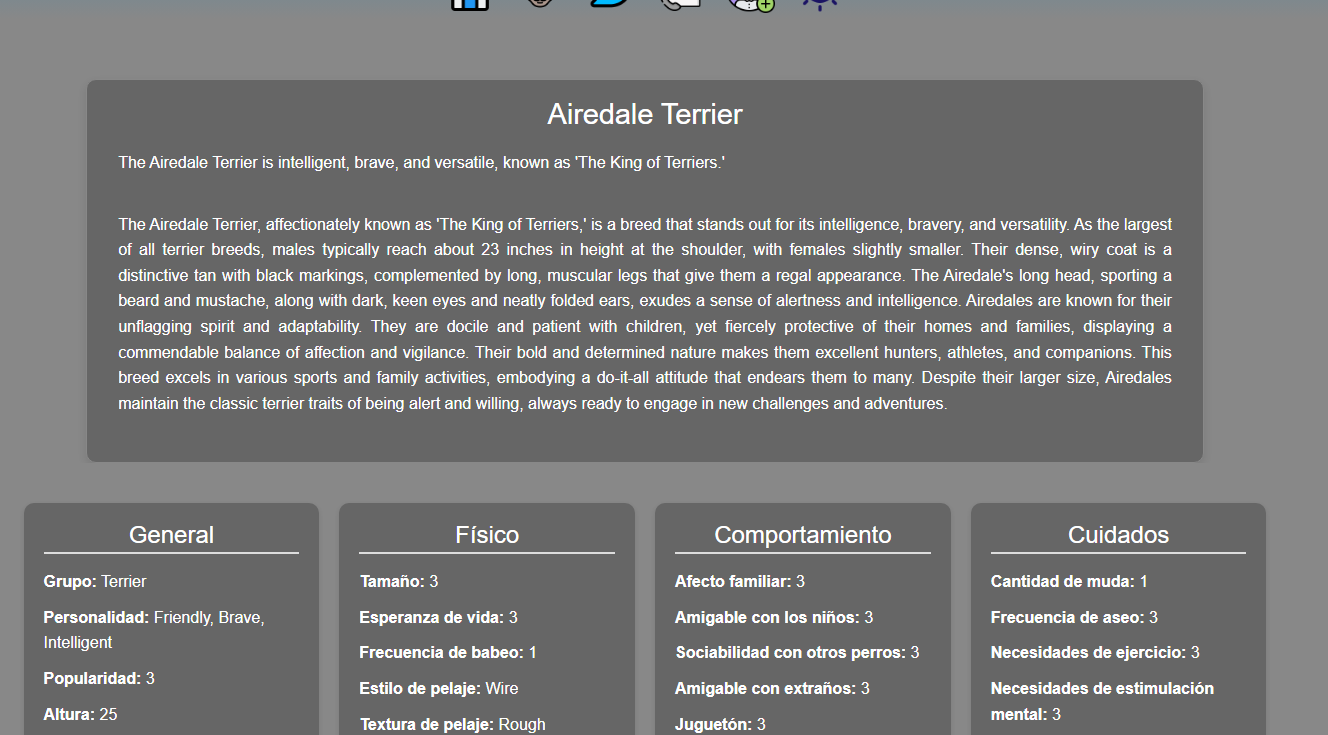 Airedale Terrier
The Airedale Terrier is intelligent, brave, and versatile, known as 'The King of Terriers.'
The Airedale Terrier, affectionately known as 'The King of Terriers,' is a breed that stands out for its intelligence, bravery, and versatility. As the largest
of all terrier breeds, males typically reach about 23 inches in height at the shoulder, with females slightly smaller. Their dense, wiry coat is a
distinctive tan with black markings, complemented by long, muscular legs that give them a regal appearance. The Airedale's long head, sporting a
beard and mustache, along with dark, keen eyes and neatly folded ears, exudes a sense of alertness and intelligence. Airedales are known for their
unflagging spirit and adaptability. They are docile and patient with children, yet fiercely protective of their homes and families, displaying a
commendable balance of affection and vigilance. Their bold and determined nature makes them excellent hunters, athletes, and companions. This
breed excels in various sports and family activities, embodying a do-it-all attitude that endears them to many. Despite their larger size, Airedales
maintain the classic terrier traits of being alert and willing, always ready to engage in new challenges and adventures.
General
Grupo: Terrier
Personalidad: Friendly, Brave,
Intelligent
Popularidad: 3
Altura: 25
Físico
Tamaño: 3
Esperanza de vida: 3
Frecuencia de babeo: 1
Estilo de pelaje: Wire
Textura de pelaje: Rough
Comportamiento
Afecto familiar: 3
Amigable con los niños: 3
Sociabilidad con otros perros: 3
Amigable con extraños: 3
Juguetón: 3
Cuidados
Cantidad de muda: 1
Frecuencia de aseo: 3
Necesidades de ejercicio: 3
Necesidades de estimulación
mental: 3